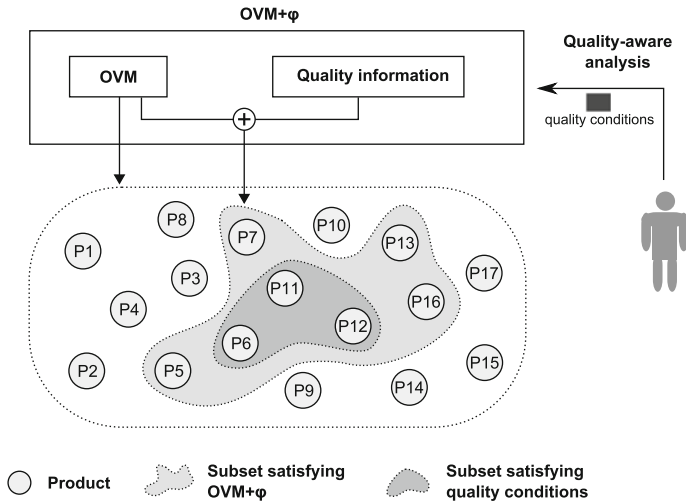 OVM+φ
OVM
Quality information
+
Quality-aware
analysis
quality conditions
P8
P7
P10
P13
P1
P3
P11
P17
P4
P16
P12
P6
P2
P5
P15
P9
P14
Product
Subset satisfying
OVM+φ
Subset satisfying
quality conditions